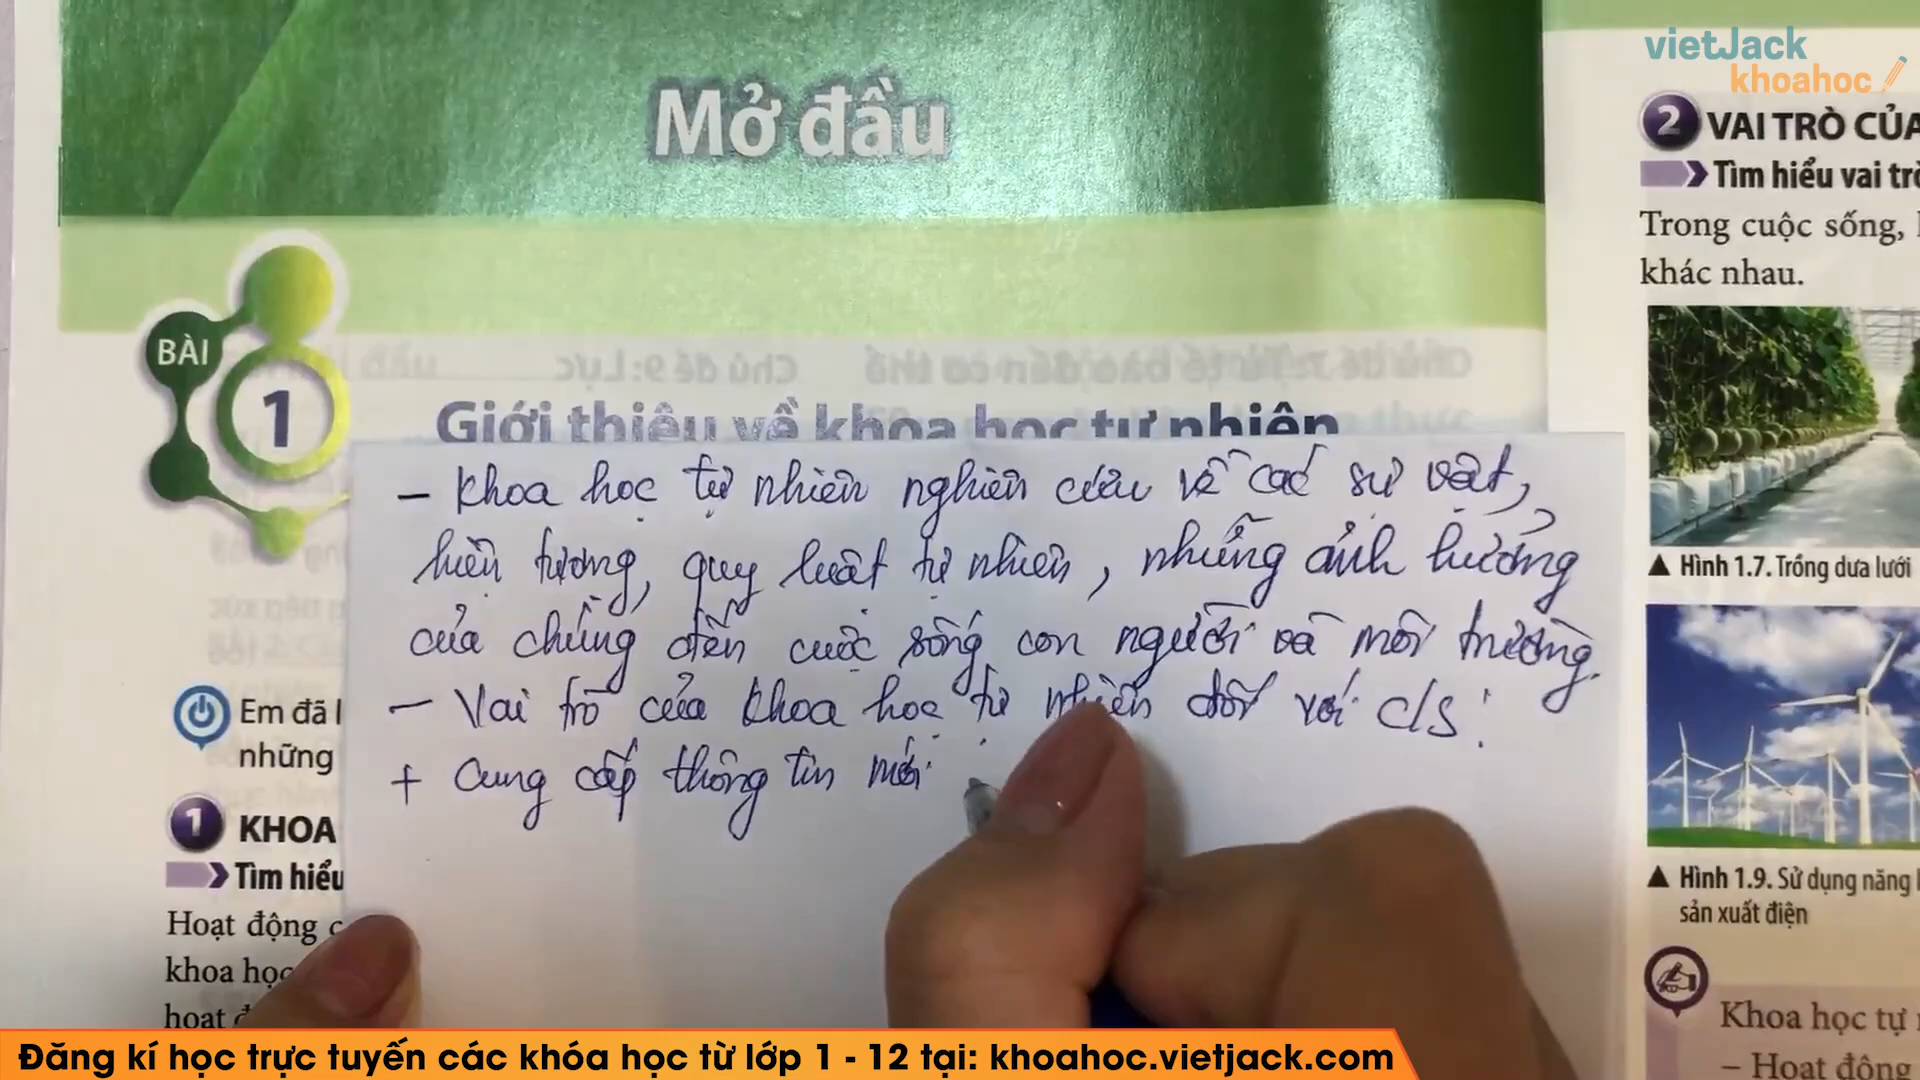 vietJack
khoahoc
Mở đầu
BÀI
1
Giới thiệu về khoa học tự nhiên
- Khoa học tự nhiên nghiên cứu về các sự vật,
hiện tượng, quy luật tự nhiên, những ảnh hưởng
của chúng đến cuộc sống con người và môi trường.
- Vai trò của khoa học tự nhiên đối với c/s:
+ Cung cấp thông tin mới
Em đã
những
1 KHOA
Tìm hiểu
Hoạt động
khoa học
hoạt
2 VAI TRÒ CỦA
Tìm hiểu vai trò
Trong cuộc sống,
khác nhau.
▲ Hình 1.7. Trồng dưa lưới
▲ Hình 1.9. Sử dụng năng
sản xuất điện
Khoa học tự
– Hoạt động
Đăng kí học trực tuyến các khóa học từ lớp 1 - 12 tại: khoahoc.vietjack.com